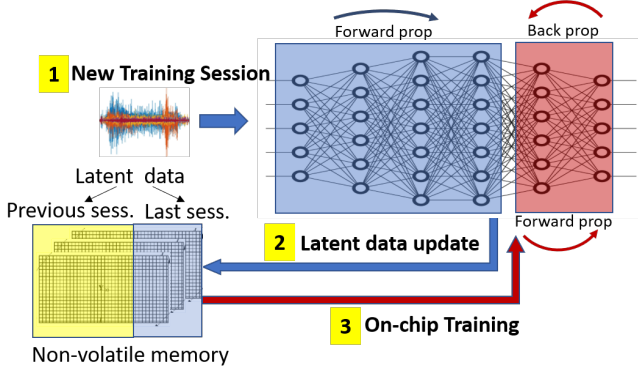 Forward prop
Back prop
1 New Training Session
Latent data
Previous sess. Last sess.
Forward prop
2 Latent data update
3 On-chip Training
Non-volatile memory